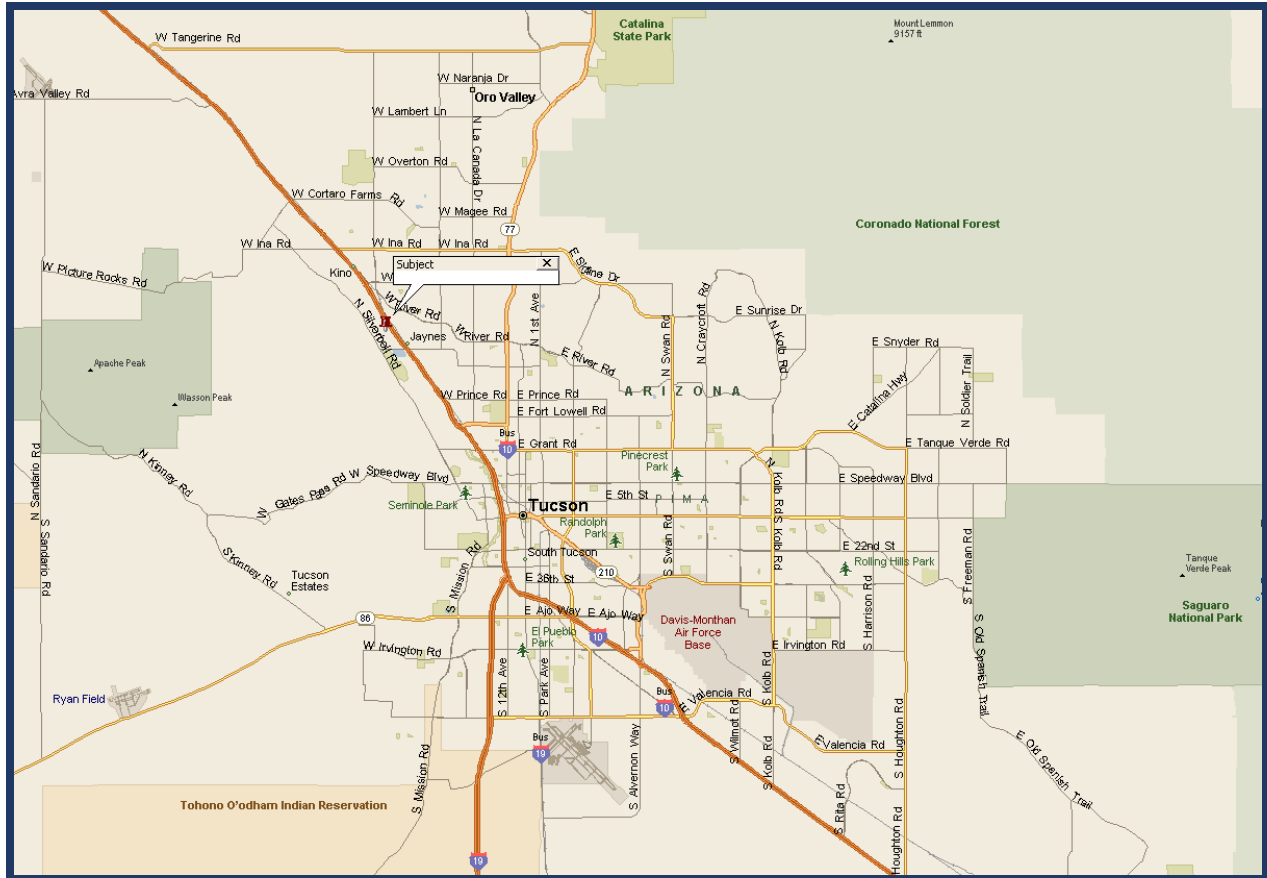 Catalina
State Park
Mount Lemmon
9157 ft
W Tangerine Rd
W Naranja Dr
Oro Valley
Avra Valley Rd
W Lambert Ln
N La Canada Dr
W Overton Rd
W Cortaro Farms Rd
W Magee Rd
77
Coronado National Forest
W Ina Rd
W Ina Rd
W Ina Rd
Kino
Subject
E Skyline Dr
W Picture Rocks Rd
W
W River Rd
N 1st Ave
N Silverbell Rd
Jaynes
W River Rd
E River Rd
N Swan Rd
N Craycroft Rd
E Sunrise Dr
N Kolb Rd
E Snyder Rd
Apache Peak
Wasson Peak
ARIZONA
E Catalina Hwy
N Soldier Trail
W Prince Rd
E Prince Rd
E Fort Lowell Rd
Bus
10
E Grant Rd
E Tanque Verde Rd
N Sandario Rd
N Kinney Rd
Pinecrest
Park
W Speedway Blvd
N Kolb Rd
E Speedway Blvd
W Gates Pass Rd
Seminole Park
E 5th St
PIMA
Tucson
Randolph
Park
S Sandario Rd
S Swan Rd
S Kolb Rd
E 22nd St
Rolling Hills Park
S Kinney Rd
Tucson
Estates
S Mission Rd
South Tucson
210
E 36th St
S Harrison Rd
S Freeman Rd
Tanque
Verde Peak
Saguaro
National Park
86
E Ajo Way
E Ajo Way
Davis-Monthan
Air Force
Base
10
W Irvington Rd
El Pueblo
Park
E Irvington Rd
S Old Spanish Trail
Ryan Field
S 12th Ave
S Park Ave
Bus
10
E Valencia Rd
S Kolb Rd
Bus
19
S Mission Rd
S Alvernon Way
S Wilmot Rd
S Kolb Rd
E Valencia Rd
S Houghton Rd
E Old Spanish Trail
Tohono O'odham Indian Reservation
S Rita Rd
Houghton Rd
19